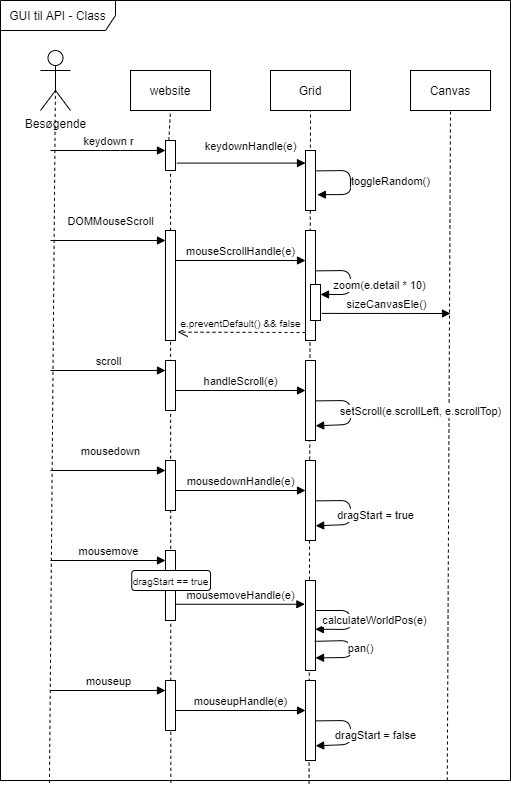 GUI til API - Class
website
Grid
Canvas
Besøgende
keydown r
keydownHandle(e)
toggleRandom()
DOMMouseScroll
mouseScrollHandle(e)
zoom(e.detail * 10)
sizeCanvasEle()
e.preventDefault() && false
scroll
handleScroll(e)
setScroll(e.scrollLeft, e.scrollTop)
mousedown
mousedownHandle(e)
dragStart = true
mousemove
dragStart == true
mousemoveHandle(e)
calculateWorldPos(e)
pan()
mouseup
mouseupHandle(e)
dragStart = false